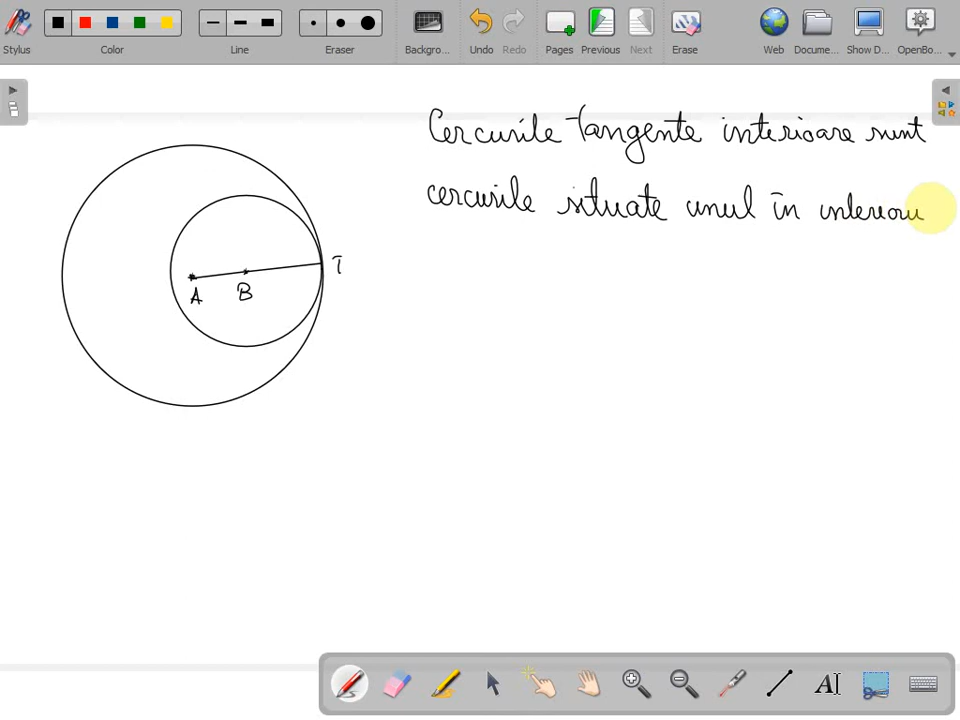 Stylus
Color
Line
Eraser
Backgro...
Undo
Redo
Pages
Previous
Next
Erase
Web
Docume...
Show D...
OpenBo...
Cercurile tangente interioare sunt
cercurile situate unul în interioru
T
A
B
A